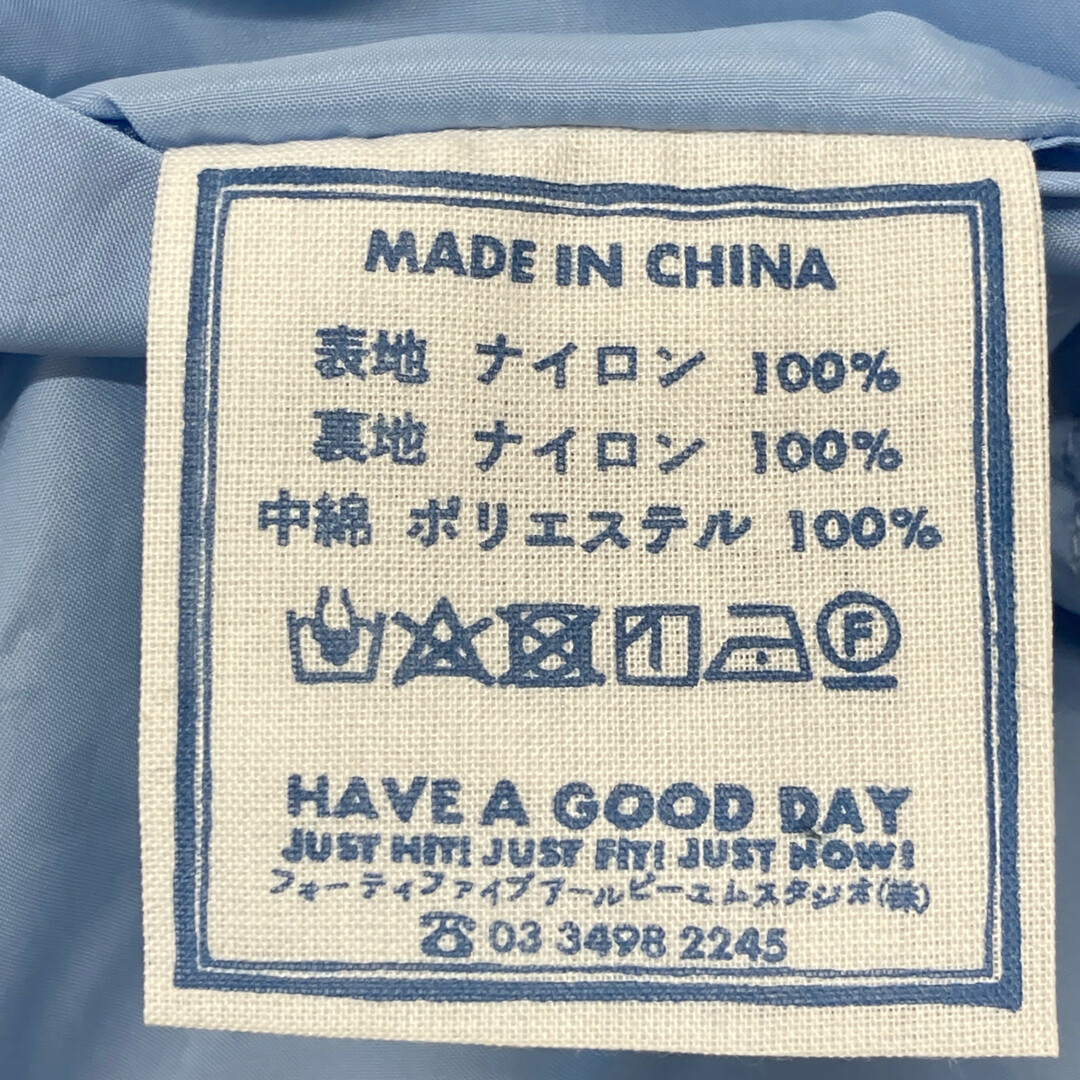 MADE IN CHINA
表地 ナイロン 100%
裏地 ナイロン 100%
中綿 ポリエステル 100%
F
HAVE A GOOD DAY
JUST HIT! JUST FIT! JUST NOW!
フォーティファイブアールピーエムスタジオ(株)
☎ 03 3498 2245